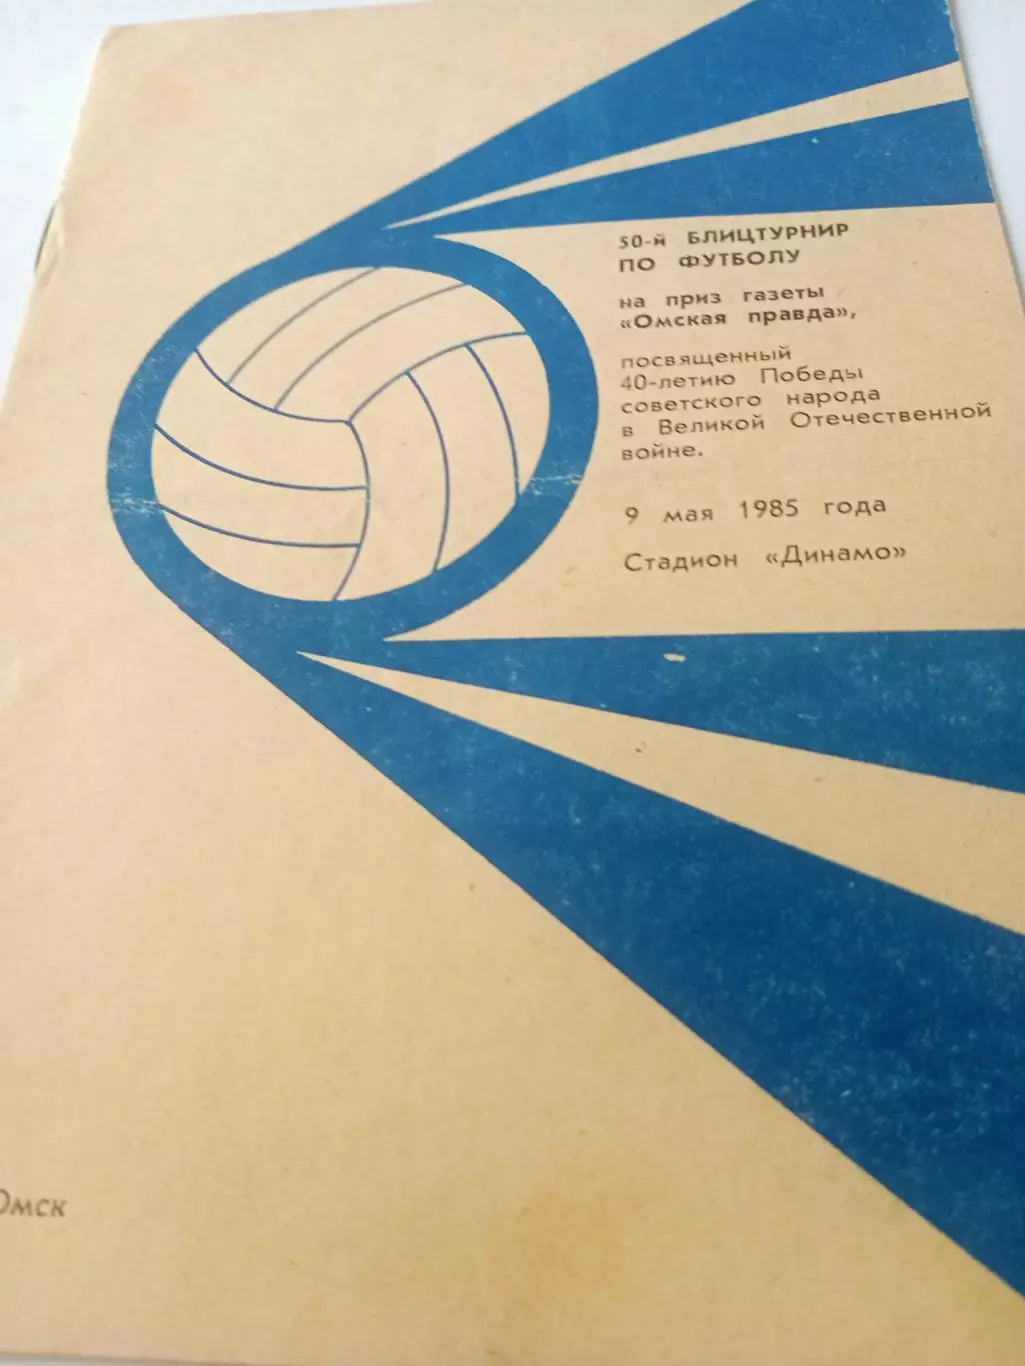 50-й БЛИЦТУРНИР
ПО ФУТБОЛУ
на приз газеты
«Омская правда»,
посвященный
40-летию Победы
советского народа
в Великой Отечественной
войне.
9 мая 1985 года
Стадион «Динамо»
Омск